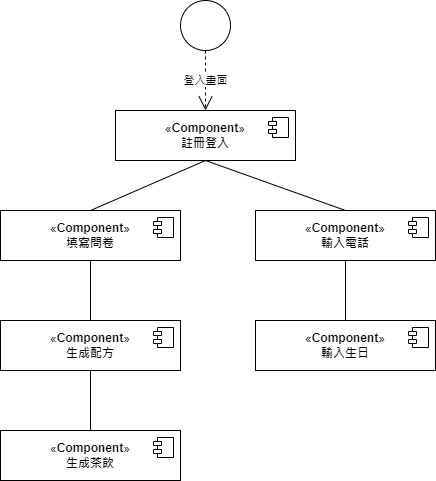 登入畫面
«Component»
註冊登入
«Component»
填寫問卷
«Component»
輸入電話
«Component»
生成配方
«Component»
輸入生日
«Component»
生成茶飲